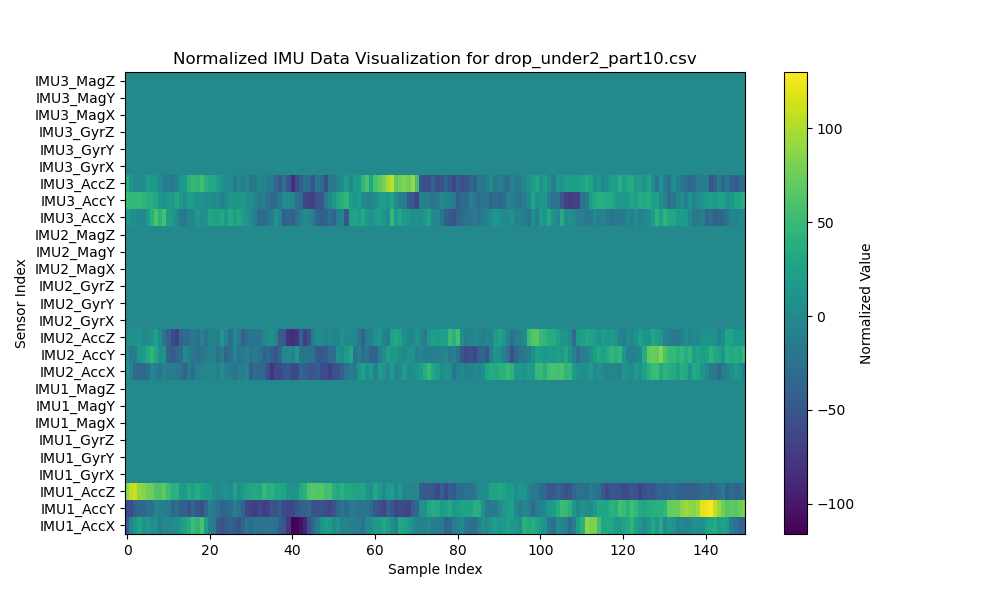 Normalized IMU Data Visualization for drop_under2_part10.csv
IMU3_MagZ
IMU3_MagY
IMU3_MagX
IMU3_GyrZ
IMU3_GyrY
IMU3_GyrX
IMU3_AccZ
IMU3_AccY
IMU3_AccX
IMU2_MagZ
IMU2_MagY
IMU2_MagX
IMU2_GyrZ
IMU2_GyrY
IMU2_GyrX
IMU2_AccZ
IMU2_AccY
IMU2_AccX
IMU1_MagZ
IMU1_MagY
IMU1_MagX
IMU1_GyrZ
IMU1_GyrY
IMU1_GyrX
IMU1_AccZ
IMU1_AccY
IMU1_AccX
Sensor Index
0 20 40 60 80 100 120 140
Sample Index
100
50
0
−50
−100
Normalized Value